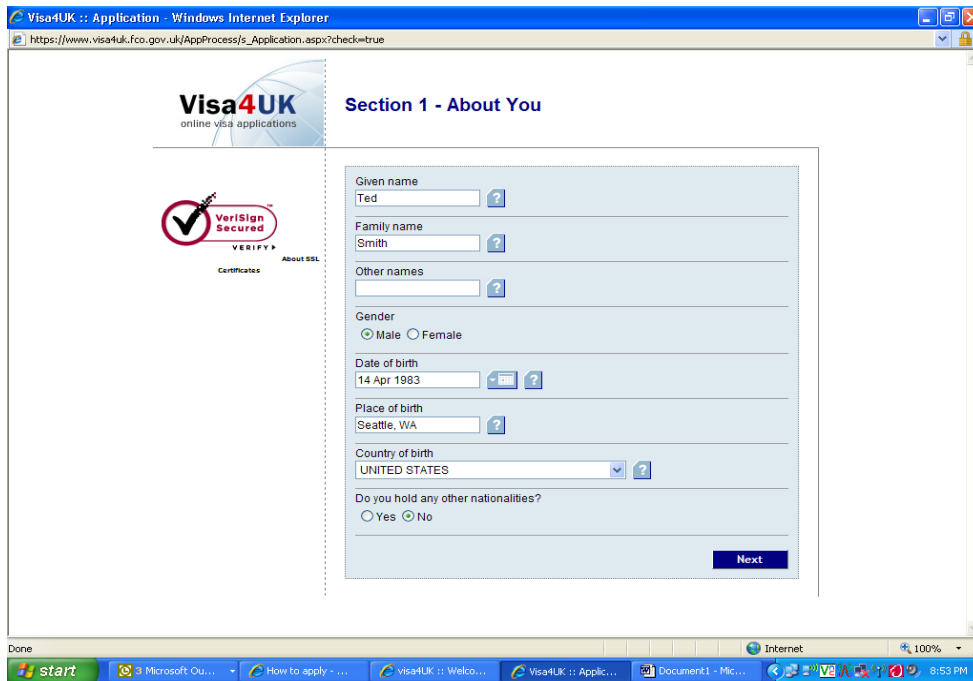 Visa4UK :: Application - Windows Internet Explorer
https://www.visa4uk.fco.gov.uk/AppProcess/s_Application.aspx?check=true
Visa4UK
online visa applications
Section 1 - About You
VeriSign
Secured
VERIFY
About SSL
Certificates
Given name
Ted
?
Family name
Smith
?
Other names
?
Gender
Male Female
Date of birth
14 Apr 1983
?
Place of birth
Seattle, WA
?
Country of birth
UNITED STATES
?
Do you hold any other nationalities?
Yes No
Next
Done Internet 100%
start 3 Microsoft Ou... How to apply - ... visa4UK :: Welco... Visa4UK :: Applic... Document1 - Mic... 8:53 PM